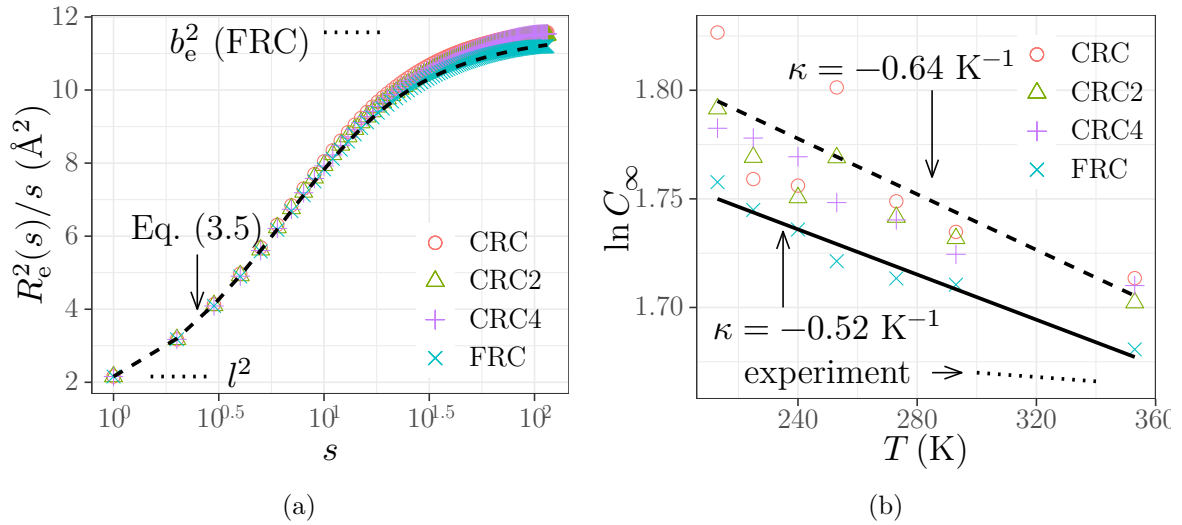 12
10
8
6
4
2
R_e^2(s)/s (Å²)
b_e^2 (FRC)
Eq. (3.5)
l²
CRC
CRC2
CRC4
FRC
10^0
10^0.5
10^1
10^1.5
10^2
s
(a)
1.80
1.75
1.70
ln C_∞
κ = −0.64 K⁻¹
CRC
CRC2
CRC4
FRC
κ = −0.52 K⁻¹
experiment
240
280
320
360
T (K)
(b)